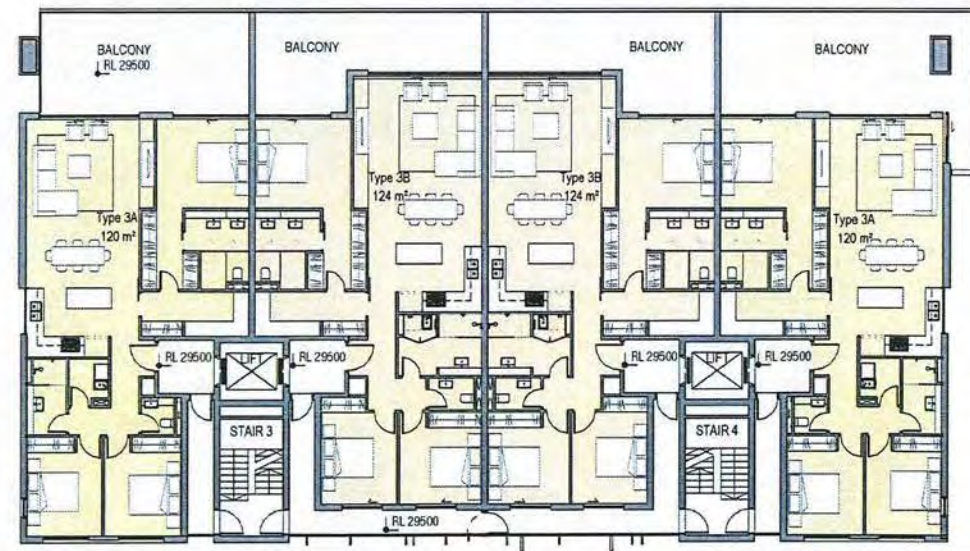 BALCONY
RL 29500
BALCONY
BALCONY
BALCONY
Type 3A
120 m²
Type 3B
124 m²
Type 3B
124 m²
Type 3A
120 m²
RL 29500
LIFT
RL 29500
RL 29500
LIFT
RL 29500
STAIR 3
STAIR 4
RL 29500